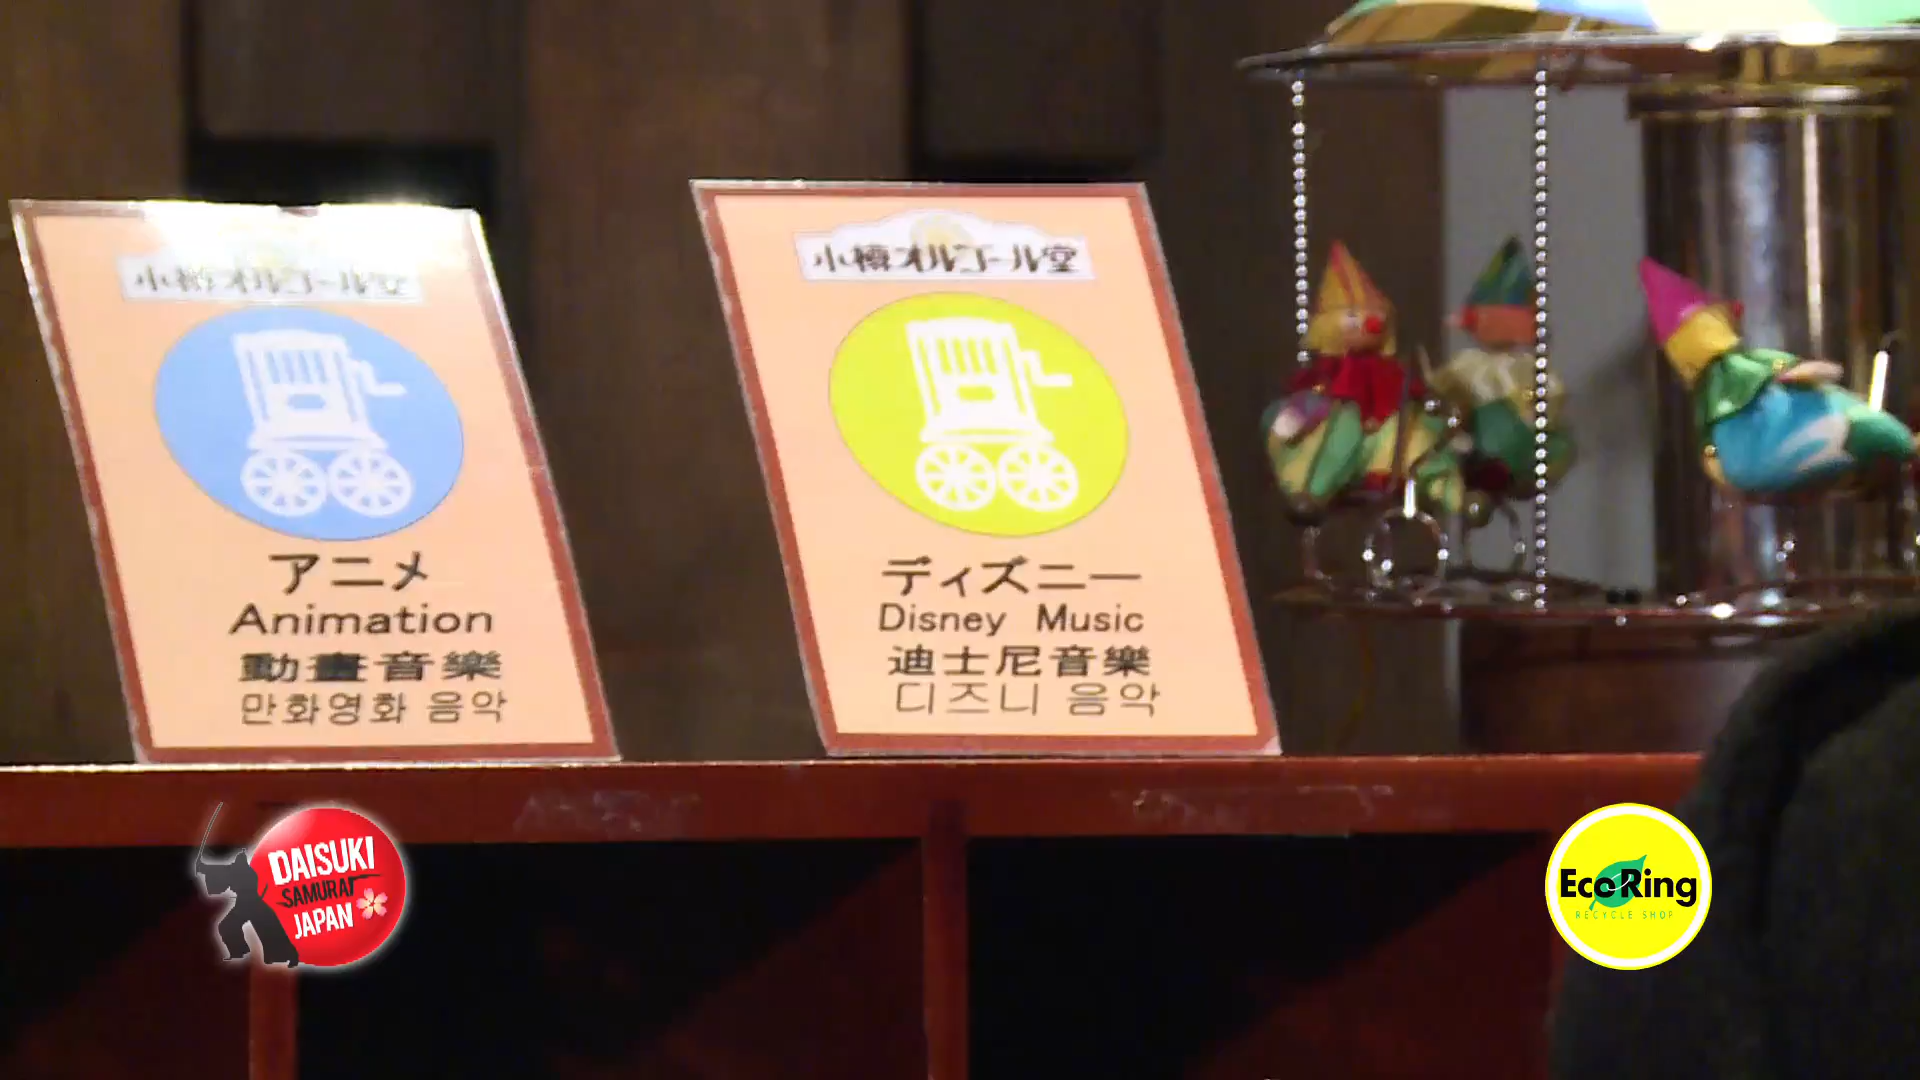 小樽オルゴール堂
アニメ
Animation
動畫音樂
만화영화 음악
小樽オルゴール堂
ディズニー
Disney Music
迪士尼音樂
디즈니 음악
DAISUKI
SAMURAI
JAPAN
EcoRing
RECYCLE SHOP